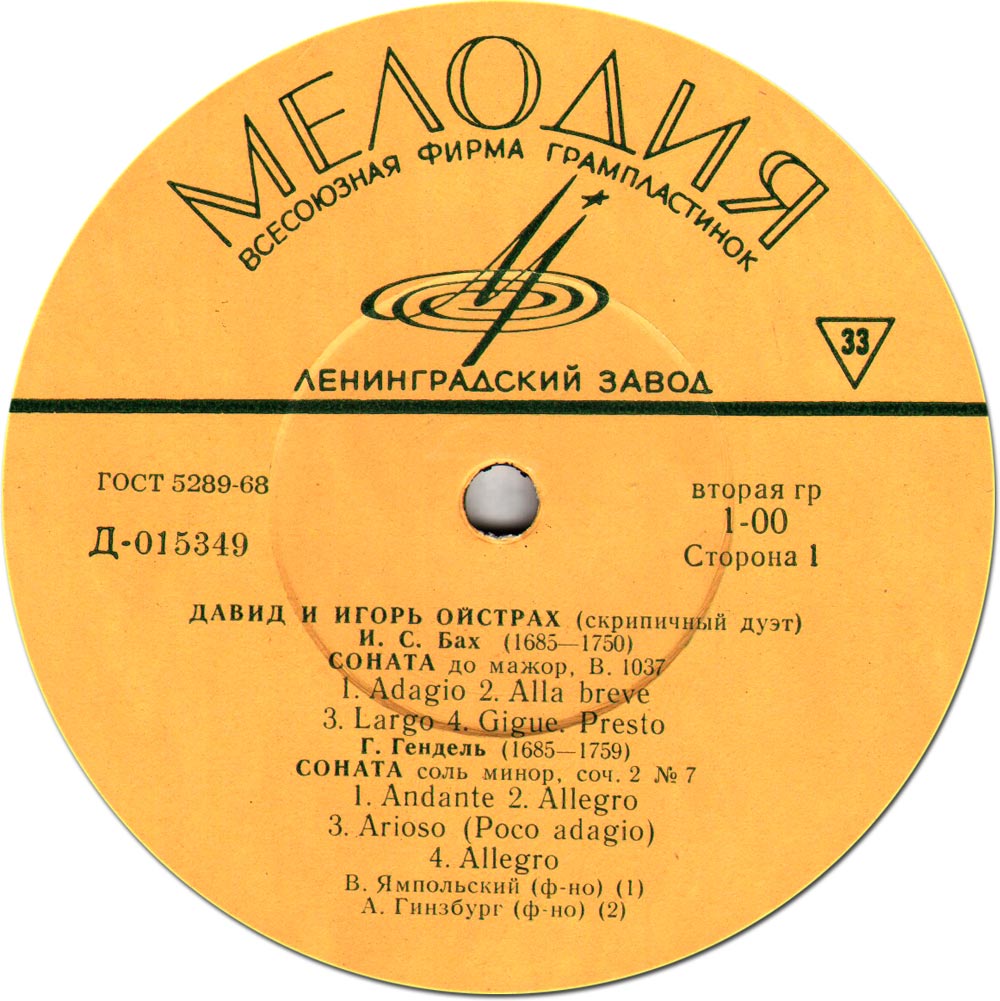 МЕЛОДИЯ
ВСЕСОЮЗНАЯ ФИРМА ГРАМПЛАСТИНОК
33
ЛЕНИНГРАДСКИЙ ЗАВОД
ГОСТ 5289-68
вторая гр
1-00
Д-015349
Сторона 1
ДАВИД И ИГОРЬ ОЙСТРАХ (скрипичный дуэт)
И. С. Бах (1685—1750)
СОНАТА до мажор, В. 1037
1. Adagio 2. Alla breve
3. Largo 4. Gigue. Presto
Г. Гендель (1685—1759)
СОНАТА соль минор, соч. 2 № 7
1. Andante 2. Allegro
3. Arioso (Poco adagio)
4. Allegro
В. Ямпольский (ф-но) (1)
А. Гинзбург (ф-но) (2)